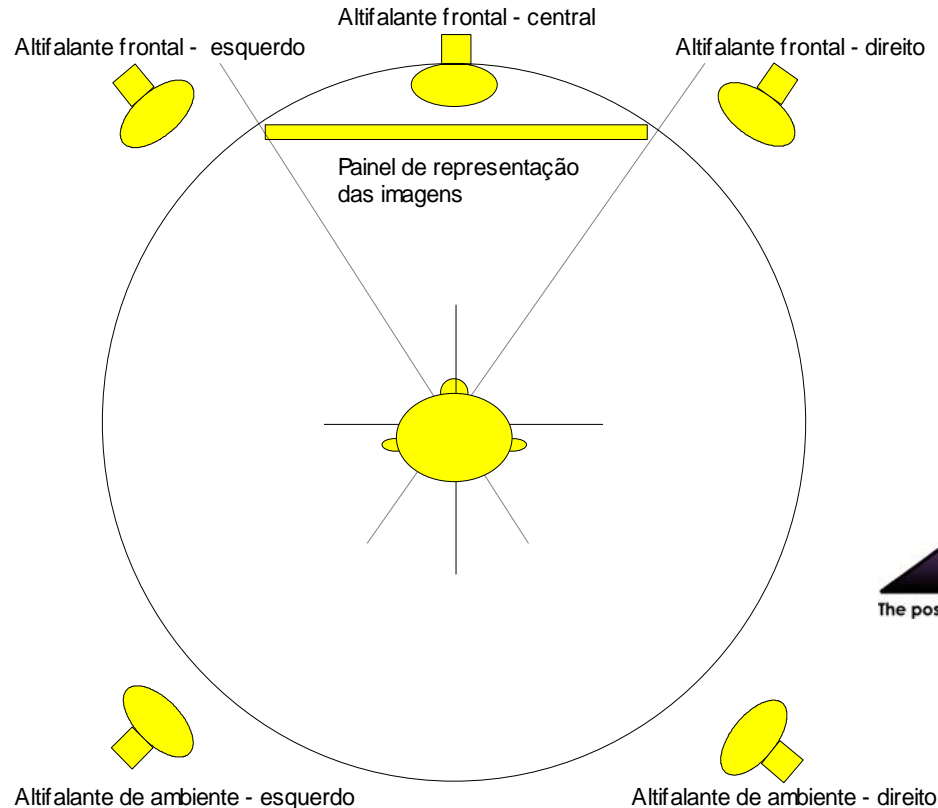 Altifalante frontal - central
Altifalante frontal - esquerdo
Altifalante frontal - direito
Painel de representação
das imagens
The pos
Altifalante de ambiente - esquerdo
Altifalante de ambiente - direito